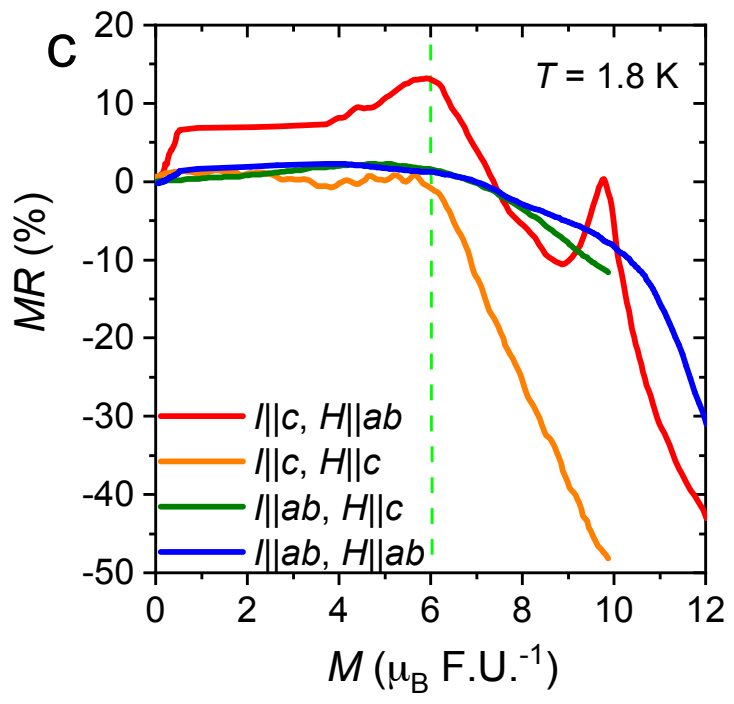 c
T = 1.8 K
20
10
0
-10
-20
-30
-40
-50
MR (%)
I||c, H||ab
I||c, H||c
I||ab, H||c
I||ab, H||ab
0 2 4 6 8 10 12
M (μB F.U.-1)